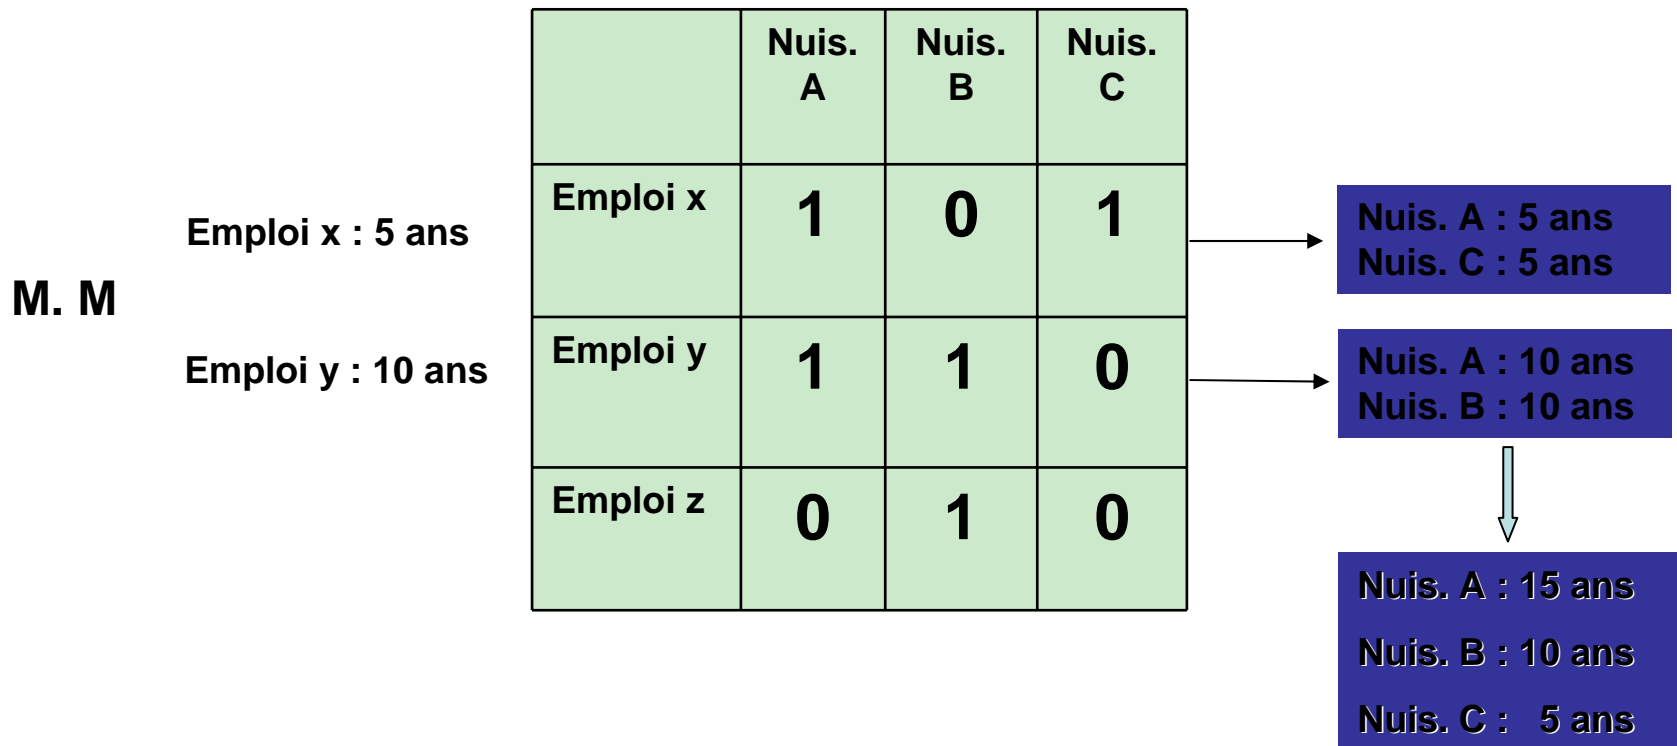 Nuis. Nuis. Nuis.
A B C
M. M
Emploi x : 5 ans
Emploi x 1 0 1
Nuis. A : 5 ans
Nuis. C : 5 ans
Emploi y : 10 ans
Emploi y 1 1 0
Nuis. A : 10 ans
Nuis. B : 10 ans
Emploi z 0 1 0
Nuis. A : 15 ans
Nuis. B : 10 ans
Nuis. C : 5 ans